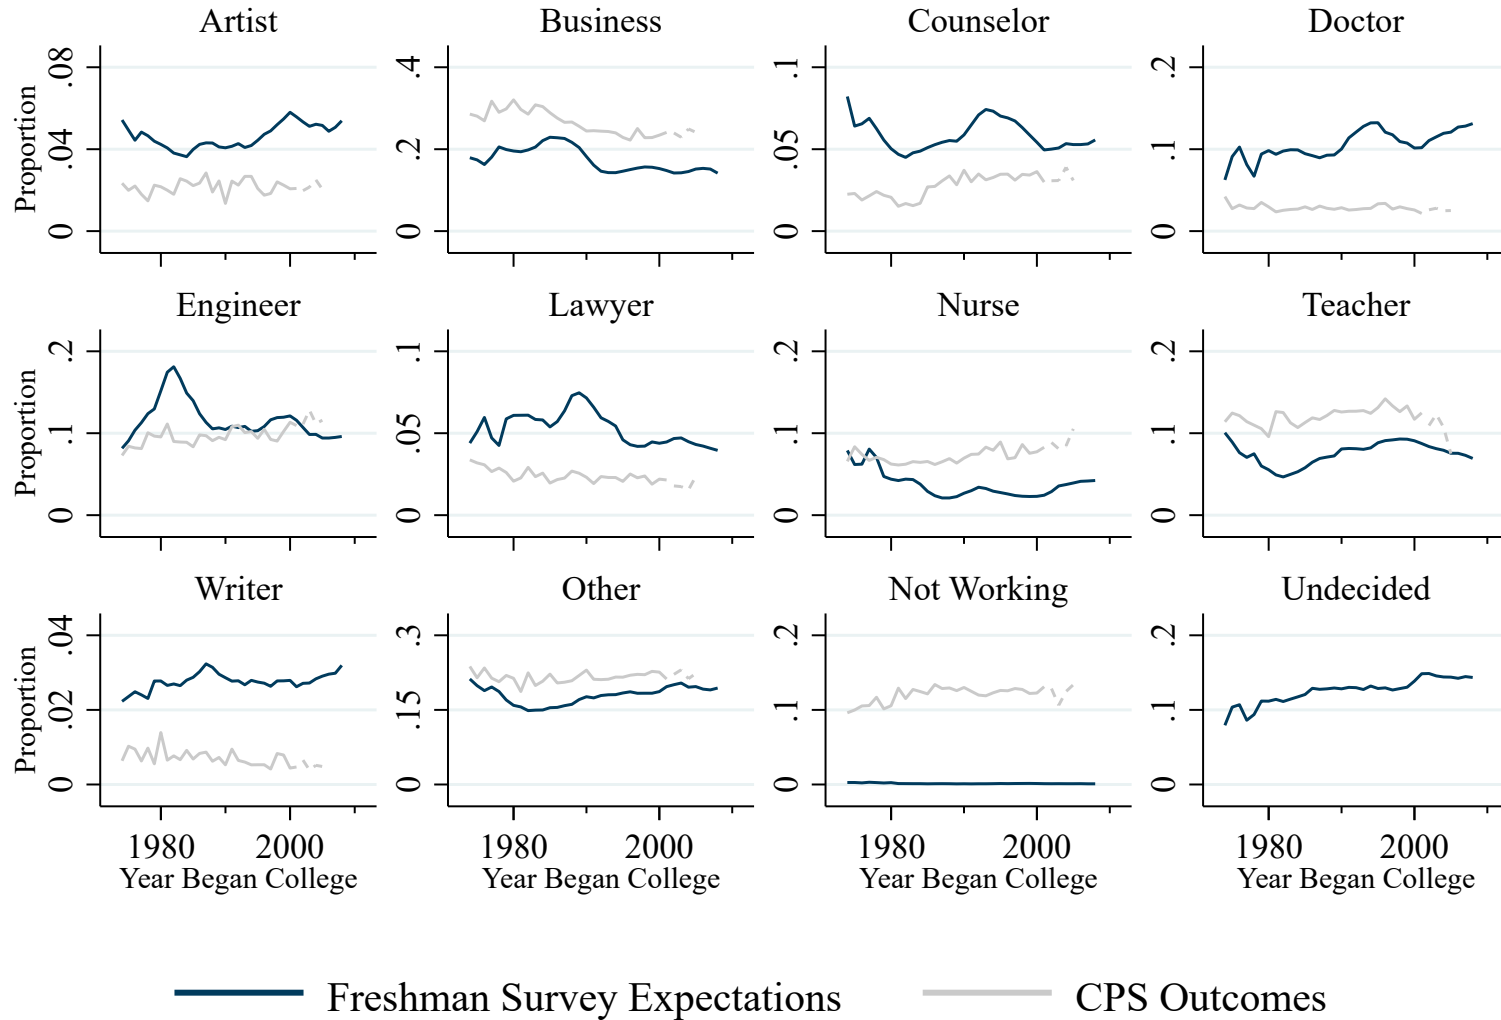 Artist Business Counselor Doctor
Proportion
0 .04 .08
0 .2 .4
0 .05 .1
0 .1 .2
Engineer Lawyer Nurse Teacher
Proportion
0 .1 .2
0 .05 .1
0 .1 .2
0 .1 .2
Writer Other Not Working Undecided
Proportion
0 .02 .04
0 .15 .3
0 .1 .2
0 .1 .2
1980 2000 1980 2000 1980 2000 1980 2000
Year Began College Year Began College Year Began College Year Began College
Freshman Survey Expectations CPS Outcomes